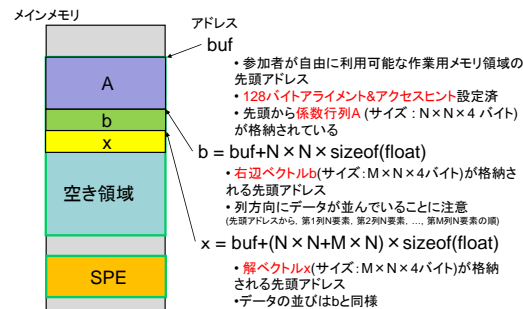 メインメモリ
アドレス
buf
• 参加者が自由に利用可能な作業用メモリ領域の
先頭アドレス
• 128バイトアライメント&アクセスヒント設定済
• 先頭から係数行列A (サイズ：N×N×4バイト)
が格納されている
A
b
x
空き領域
SPE
b = buf+N×N×sizeof(float)
• 右辺ベクトルb(サイズ：M×N×4バイト)が格納さ
れる先頭アドレス
• 列方向にデータが並んでいることに注意
(先頭アドレスから, 第1列N要素, 第2列N要素, …, 第M列N要素の順)
x = buf+(N×N+M×N)×sizeof(float)
• 解ベクトルx(サイズ：M×N×4バイト)が格納
される先頭アドレス
•データの並びはbと同様